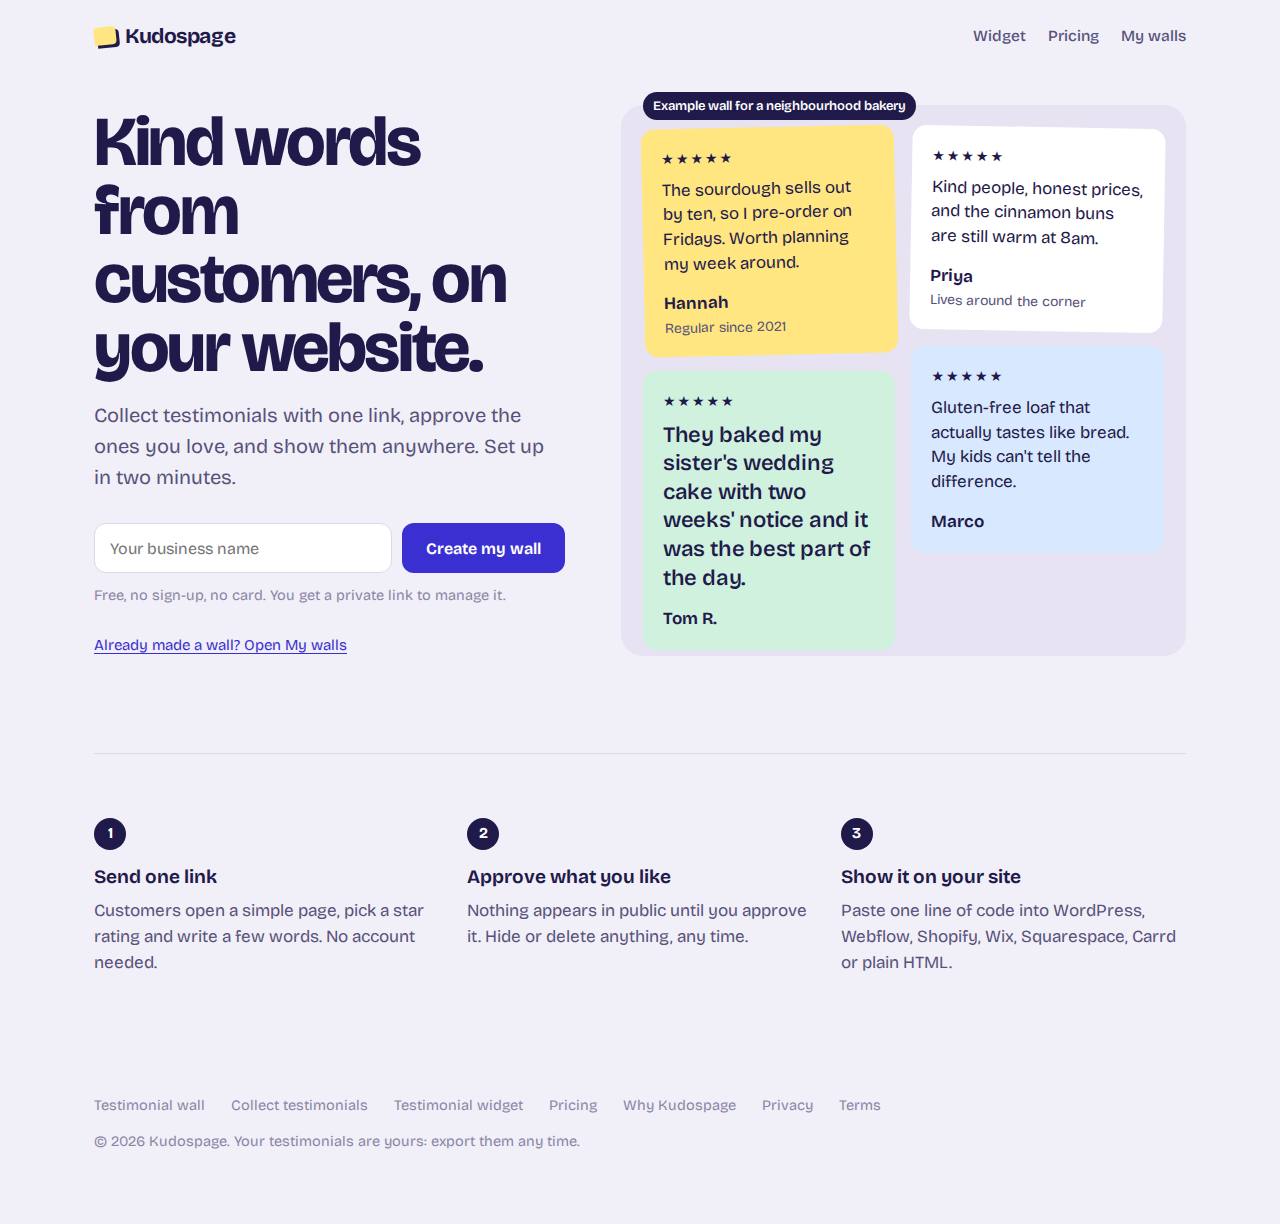 Kudospage
Widget
Pricing
My walls
Kind words
from
customers, on
your website.
Collect testimonials with one link, approve the
ones you love, and show them anywhere. Set up
in two minutes.
Your business name
Create my wall
Free, no sign-up, no card. You get a private link to manage it.
Already made a wall? Open My walls
Example wall for a neighbourhood bakery
★★★★★
The sourdough sells out
by ten, so I pre-order on
Fridays. Worth planning
my week around.
Hannah
Regular since 2021
★★★★★
They baked my
sister's wedding
cake with two
weeks' notice and it
was the best part of
the day.
Tom R.
★★★★★
Kind people, honest prices,
and the cinnamon buns
are still warm at 8am.
Priya
Lives around the corner
★★★★★
Gluten-free loaf that
actually tastes like bread.
My kids can't tell the
difference.
Marco
1
Send one link
Customers open a simple page, pick a star
rating and write a few words. No account
needed.
2
Approve what you like
Nothing appears in public until you approve
it. Hide or delete anything, any time.
3
Show it on your site
Paste one line of code into WordPress,
Webflow, Shopify, Wix, Squarespace, Carrd
or plain HTML.
Testimonial wall
Collect testimonials
Testimonial widget
Pricing
Why Kudospage
Privacy
Terms
© 2026 Kudospage. Your testimonials are yours: export them any time.